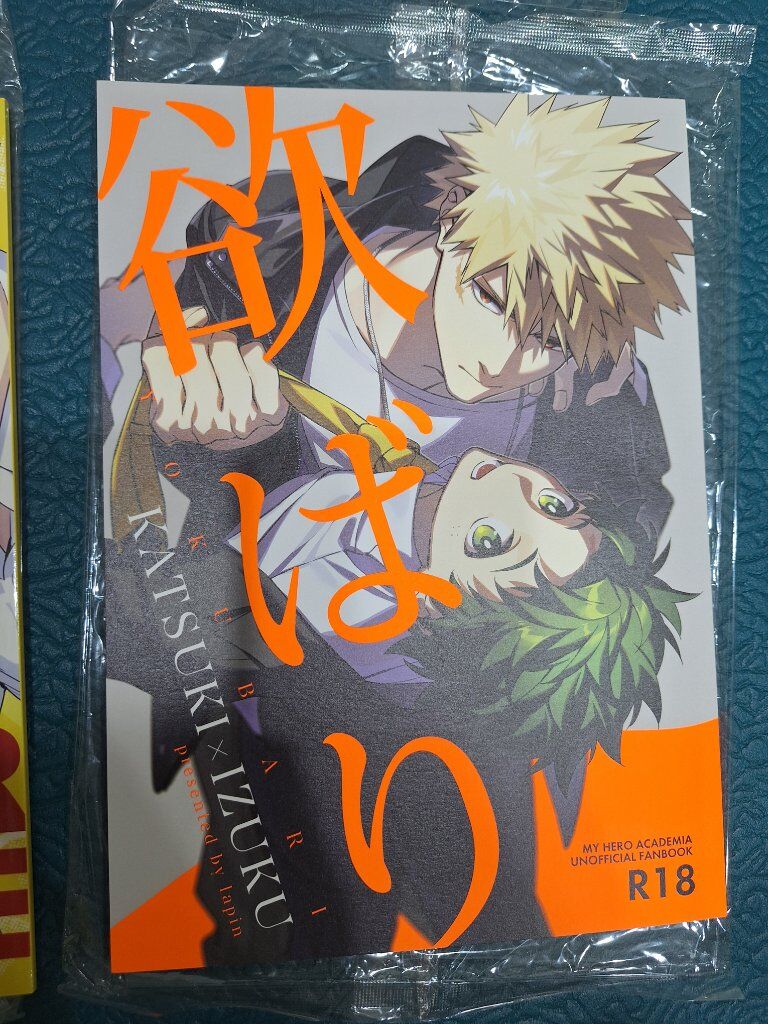 欲ばり
YOKUBARI
KATSUKI × IZUKU
presented by lapin
MY HERO ACADEMIA
UNOFFICIAL FANBOOK
R18